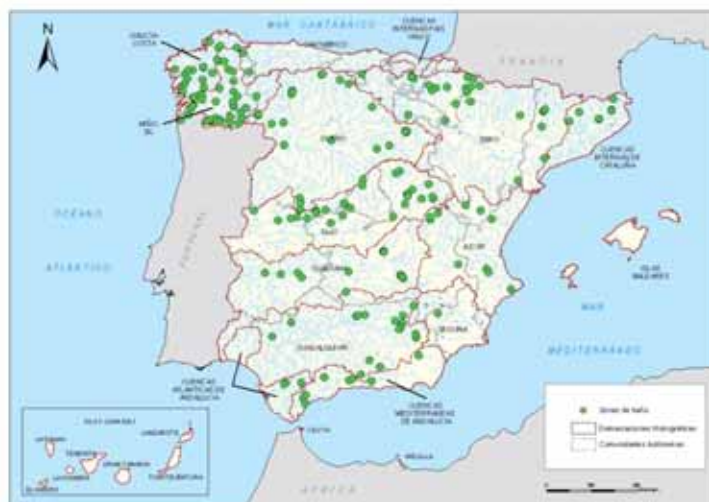 N
MAR CANTÁBRICO
CUENCAS
INTERNAS PAIS
VASCO
GALICIA
COSTA
CANTÁBRICO
FRANCIA
MIÑO
SIL
DUERO
EBRO
CUENCAS
INTERNAS DE
CATALUÑA
OCÉANO
ATLÁNTICO
PORTUGAL
TAJO
JÚCAR
ISLAS
BALEARES
GUADIANA
MAR
MEDITERRÁNEO
SEGURA
GUADALQUIVIR
CUENCAS
ATLÁNTICAS DE
ANDALUCÍA
CUENCAS
MEDITERRÁNEAS
DE ANDALUCÍA
Zonas de baño
Demarcaciones Hidrográficas
Comunidades Autónomas
ISLAS CANARIAS
LANZAROTE
LA PALMA
TENERIFE
LA GOMERA
GRAN CANARIA
FUERTEVENTURA
EL HIERRO
CEUTA
MELILLA
ÁFRICA